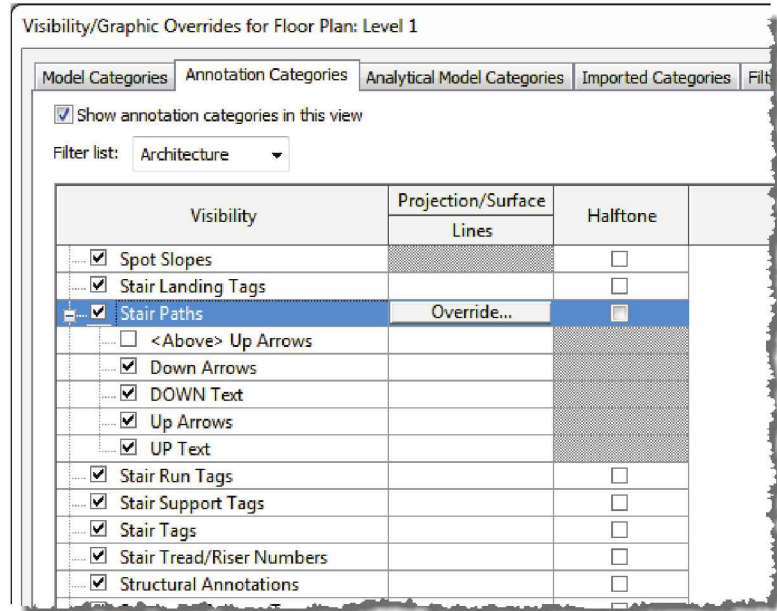 Visibility/Graphic Overrides for Floor Plan: Level 1
Model Categories Annotation Categories Analytical Model Categories Imported Categories Filt
Show annotation categories in this view
Filter list: Architecture
Visibility Projection/Surface Halftone
Lines
Spot Slopes
Stair Landing Tags
Stair Paths Override...
<Above> Up Arrows
Down Arrows
DOWN Text
Up Arrows
UP Text
Stair Run Tags
Stair Support Tags
Stair Tags
Stair Tread/Riser Numbers
Structural Annotations